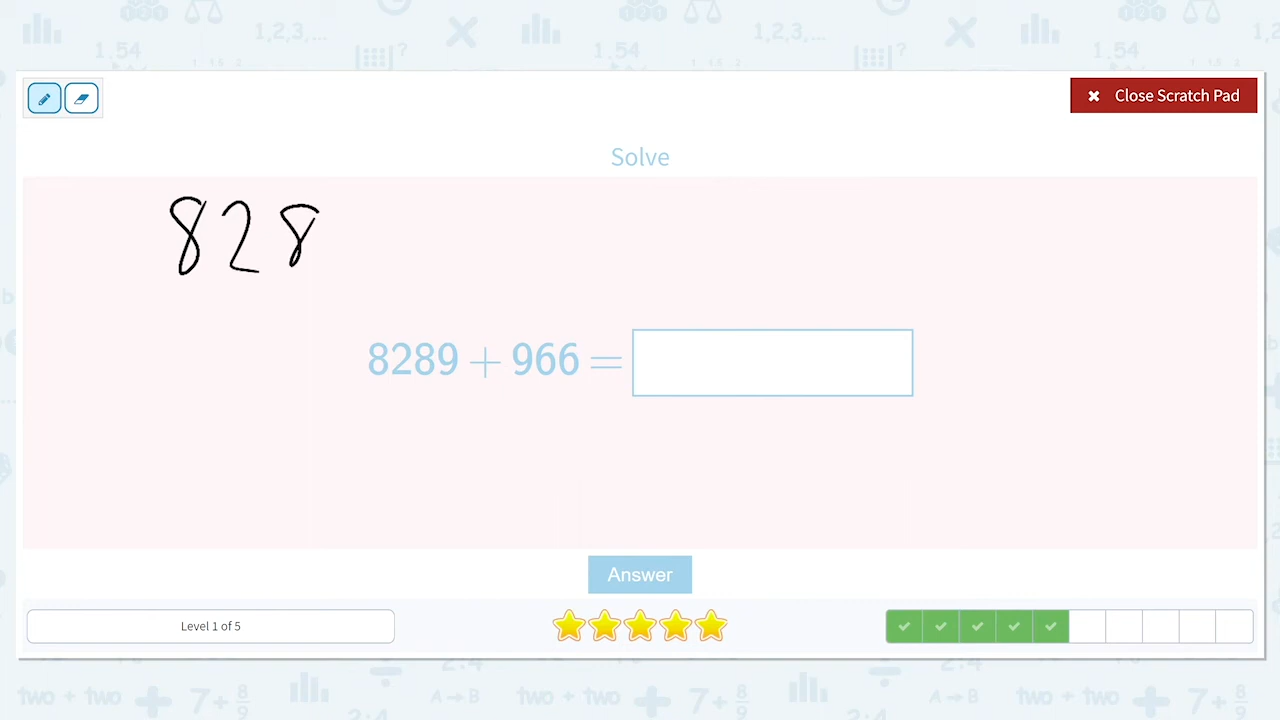 Close Scratch Pad
Solve
828
8289 + 966 =
Answer
Level 1 of 5